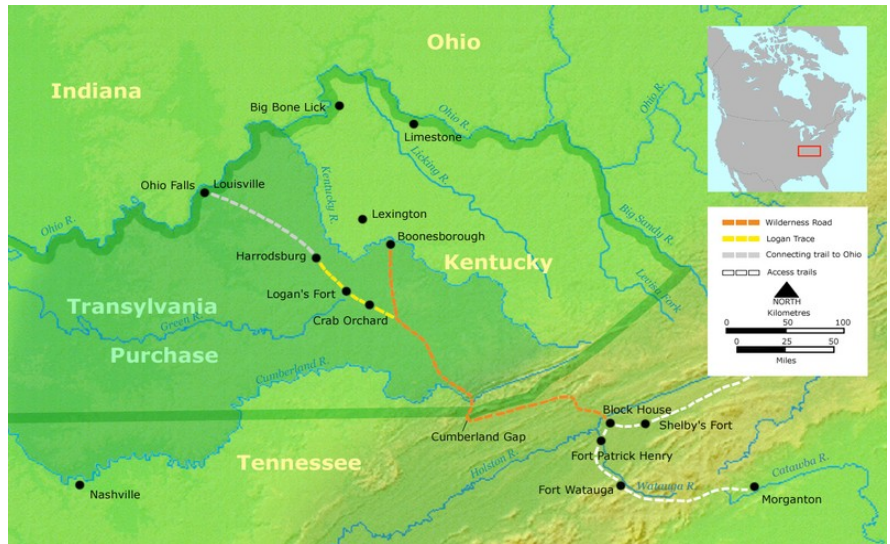 Ohio
Indiana
Big Bone Lick
Ohio R.
Limestone
Ohio R.
Licking R.
Ohio Falls
Louisville
Kentucky R.
Lexington
Big Sandy R.
Ohio R.
Boonesborough
Harrodsburg
Kentucky
Levisa Fork
Logan's Fort
Transylvania
Green R.
Crab Orchard
Purchase
Cumberland R.
Block House
Shelby's Fort
Cumberland Gap
Fort Patrick Henry
Tennessee
Holston R.
Catawba R.
Nashville
Fort Watauga
Watauga R.
Morganton
Wilderness Road
Logan Trace
Connecting trail to Ohio
Access trails
NORTH
Kilometres
0 50 100
0 25 50
Miles